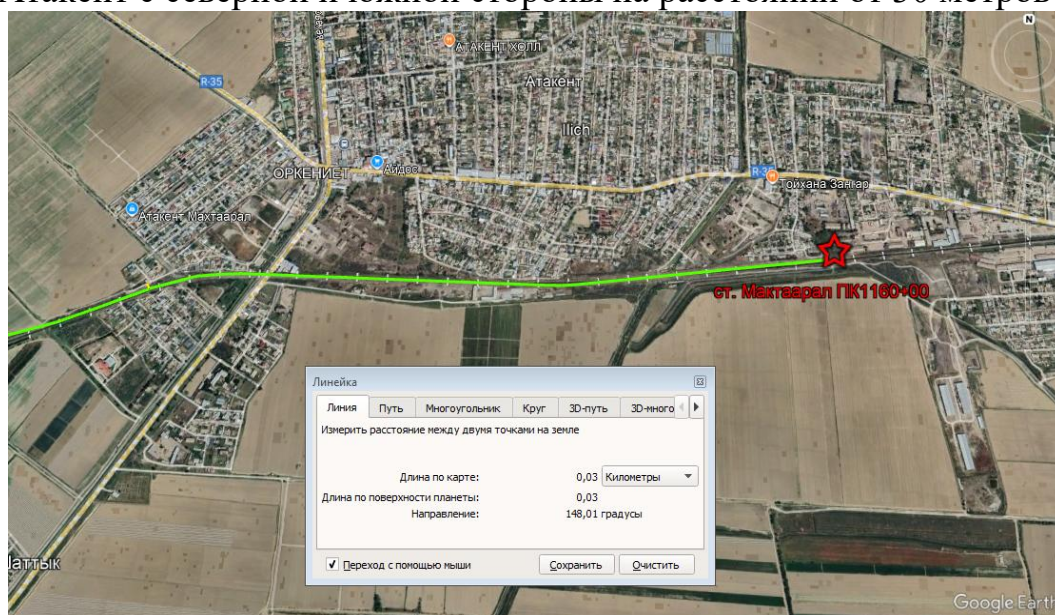 Атакент с северной и южной стороны на расстоянии от 30 метров
N
АТАКЕНТ ХОЛЛ
Атакент
R-35
Ilich
ОРКЕНИЕТ
Айдос
Тойхана Зангар
Атакент Махтаарал
ст. Мактаарал ПК1160+00
Линейка
Линия Путь Многоугольник Круг 3D-путь 3D-много
Измерить расстояние между двумя точками на земле
Длина по карте: 0,03 Километры
Длина по поверхности планеты: 0,03
Направление: 148,01 градусы
Переход с помощью мыши Сохранить Очистить
Google Earth